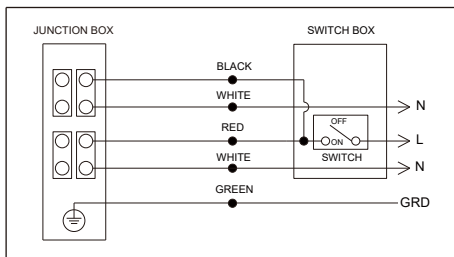 JUNCTION BOX
SWITCH BOX
BLACK
WHITE
N
RED
OFF
ON
L
SWITCH
WHITE
N
GREEN
GRD